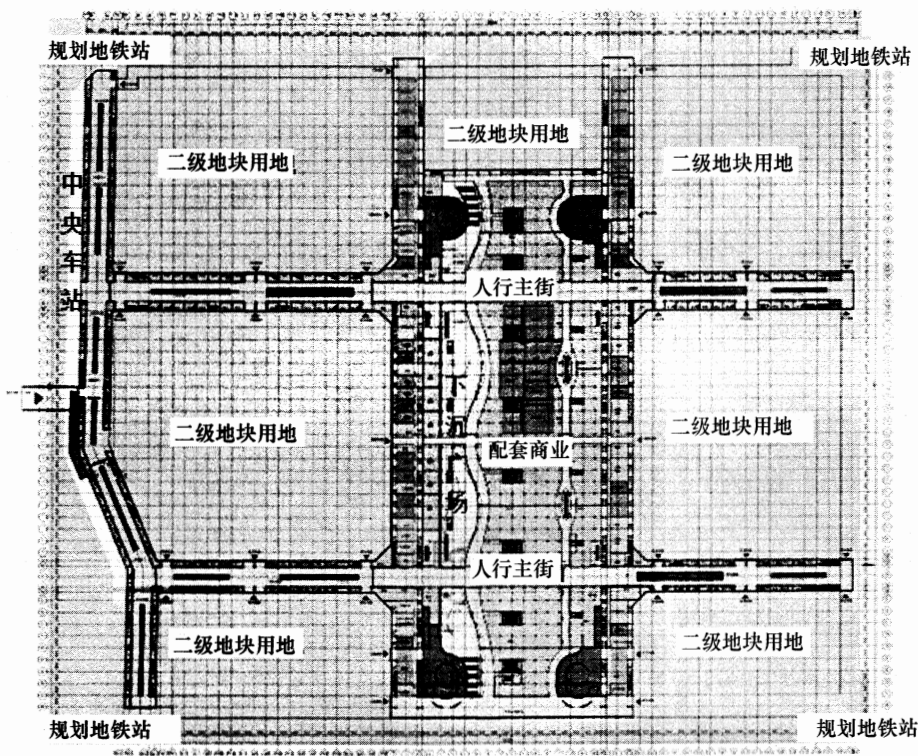 规划地铁站
规划地铁站
二级地块用地
二级地块用地
二级地块用地
中央车站
人行主街
下沉广场
二级地块用地
二级地块用地
配套商业
人行主街
二级地块用地
二级地块用地
规划地铁站
规划地铁站